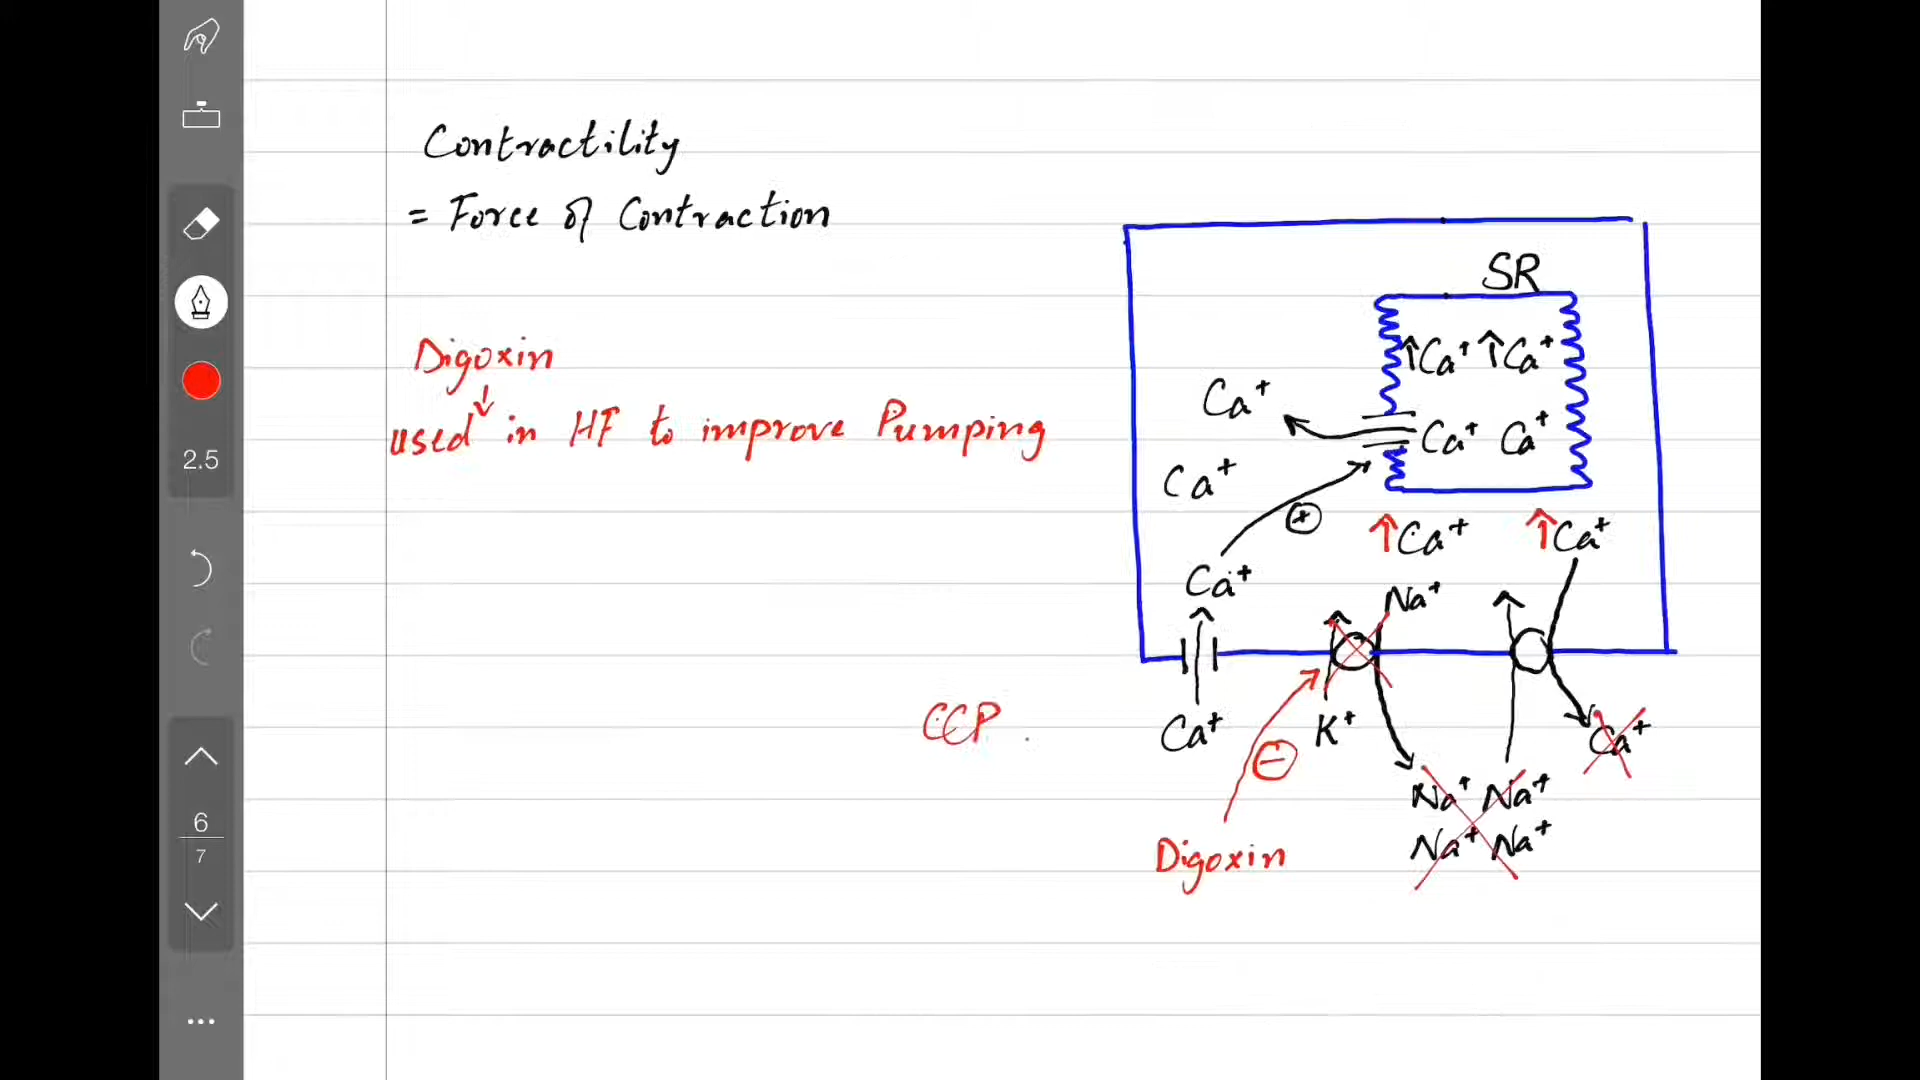 Contractility
= Force of Contraction
SR
Digoxin
↑Ca⁺ ↑Ca⁺
Ca⁺
used in HF to improve Pumping
Ca⁺ Ca⁺
2.5
Ca⁺
↑Ca⁺ ↑Ca⁺
Ca⁺
Na⁺
CCP
Ca⁺
K⁺
Ca⁺
Na⁺ Na⁺
Na⁺ Na⁺
Digoxin
6
7